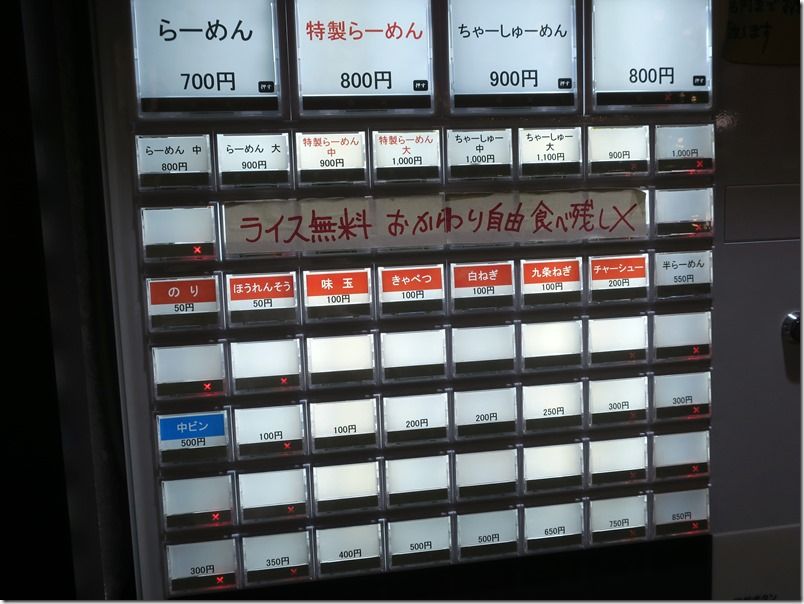 らーめん
700円
押す
特製らーめん
800円
押す
ちゃーしゅーめん
900円
押す
800円
押す
らーめん 中
800円
らーめん 大
900円
特製らーめん
中
900円
特製らーめん
大
1,000円
ちゃーしゅー
中
1,000円
ちゃーしゅー
大
1,100円
900円
1,000円
ライス無料 おかわり自由 食べ残し×
のり
50円
ほうれんそう
50円
味玉
100円
きゃべつ
100円
白ねぎ
100円
九条ねぎ
100円
チャーシュー
200円
半らーめん
550円
中ビン
500円
100円
100円
200円
200円
250円
300円
300円
300円
350円
400円
500円
500円
650円
750円
850円